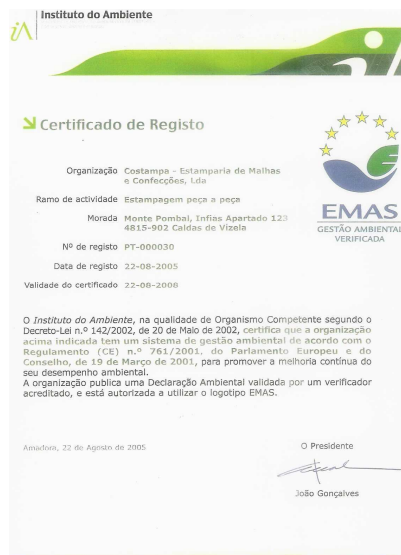 Instituto do Ambiente
Certificado de Registo
Organização Costampa - Estamparia de Malhas
e Confecções, Lda
Ramo de actividade Estampagem peça a peça
Morada Monte Pombal, Infias Apartado 123
4815-902 Caldas de Vizela
Nº de registo PT-000030
Data de registo 22-08-2005
Validade do certificado 22-08-2008
EMAS
GESTÃO AMBIENTAL
VERIFICADA
O Instituto do Ambiente, na qualidade de Organismo Competente segundo o
Decreto-Lei n.º 142/2002, de 20 de Maio de 2002, certifica que a organização
acima indicada tem um sistema de gestão ambiental de acordo com o
Regulamento (CE) n.º 761/2001, do Parlamento Europeu e do
Conselho, de 19 de Março de 2001, para promover a melhoria contínua do
seu desempenho ambiental.
A organização publica uma Declaração Ambiental validada por um verificador
acreditado, e está autorizada a utilizar o logotipo EMAS.
Amadora, 22 de Agosto de 2005
O Presidente
João Gonçalves